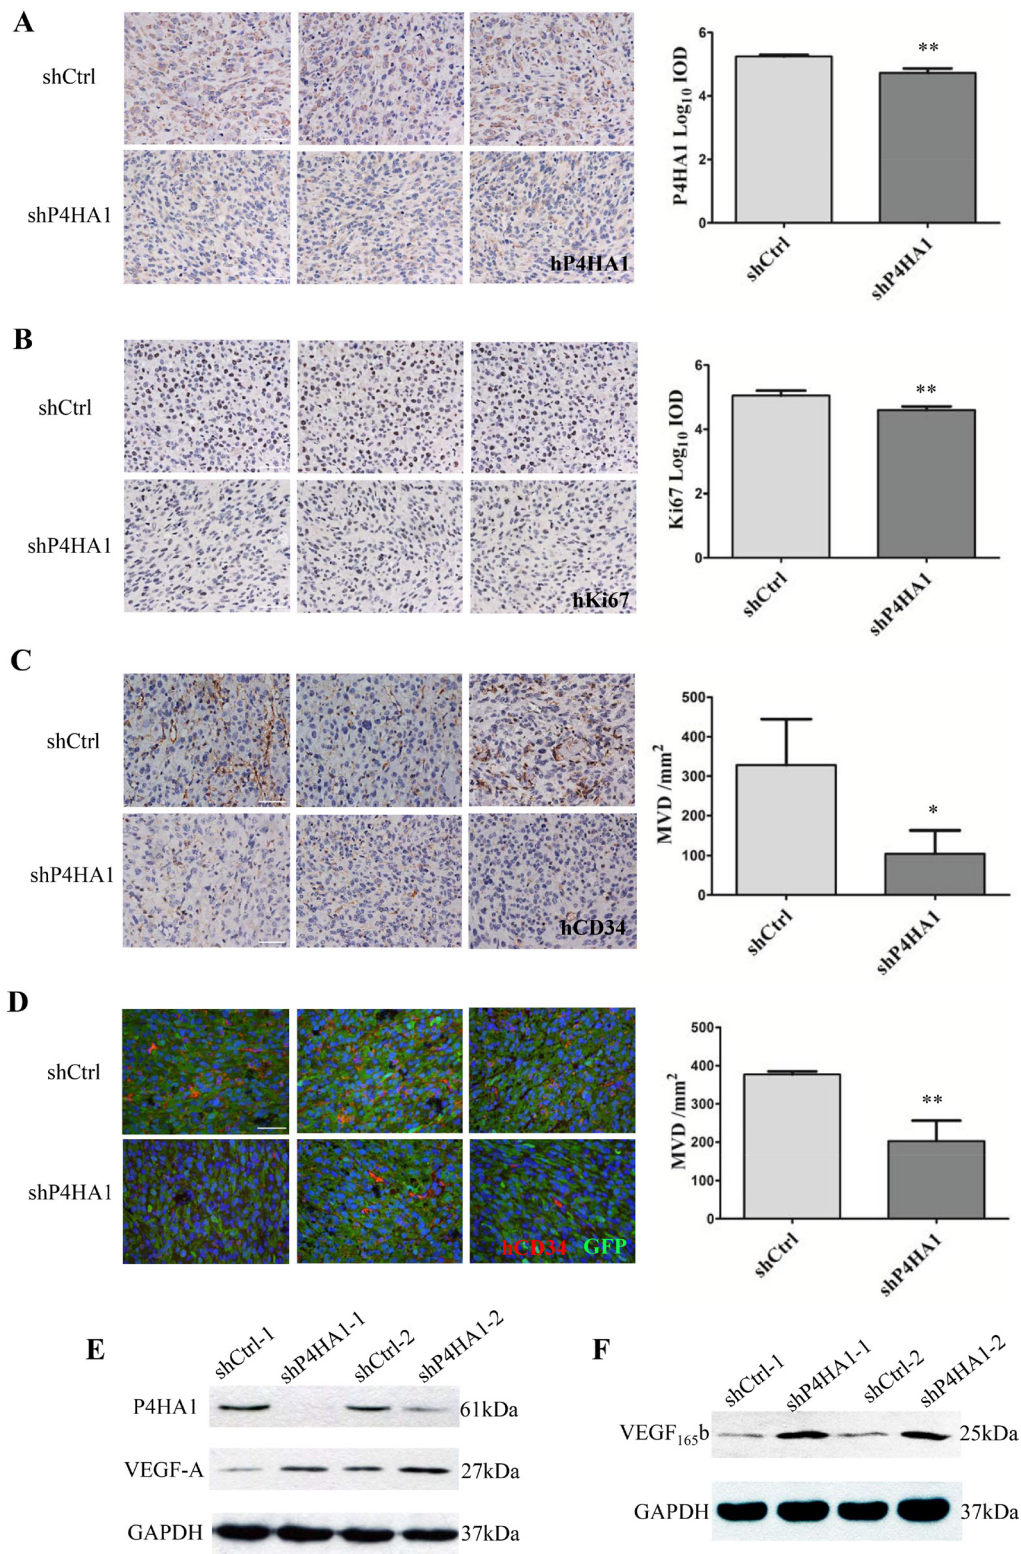 A
shCtrl
shP4HA1
hP4HA1
P4HA1 Log10 IOD
6
4
2
0
**
shCtrl
shP4HA1
B
shCtrl
shP4HA1
hKi67
Ki67 Log10 IOD
6
4
2
0
**
shCtrl
shP4HA1
C
shCtrl
shP4HA1
hCD34
MVD /mm2
500
400
300
200
100
0
*
shCtrl
shP4HA1
D
shCtrl
shP4HA1
hCD34 GFP
MVD /mm2
500
400
300
200
100
0
**
shCtrl
shP4HA1
E
shCtrl-1
shP4HA1-1
shCtrl-2
shP4HA1-2
P4HA1
61kDa
VEGF-A
27kDa
GAPDH
37kDa
F
shCtrl-1
shP4HA1-1
shCtrl-2
shP4HA1-2
VEGF165b
25kDa
GAPDH
37kDa